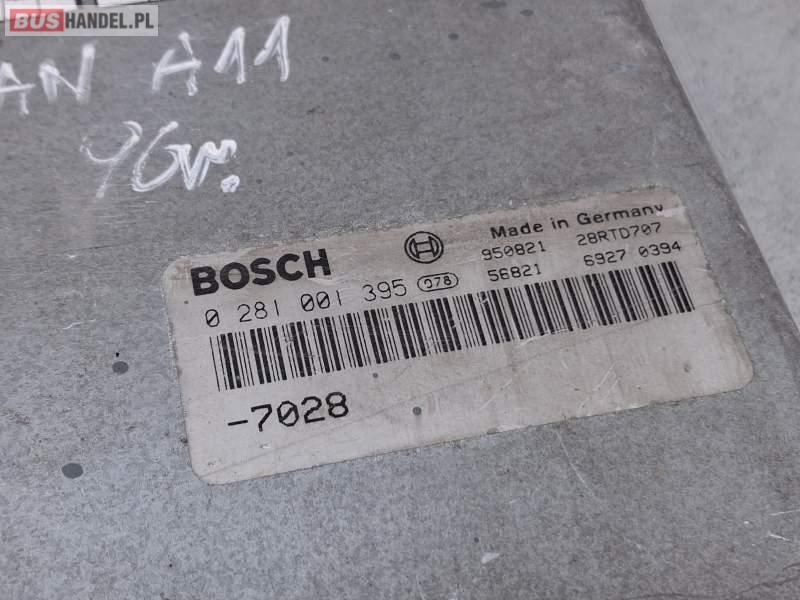 BUSHANDEL.PL
AN A11
96r.
Made in Germany
BOSCH 950821 28RTD707
0 281 001 395 078 56821 6927 0394
-7028